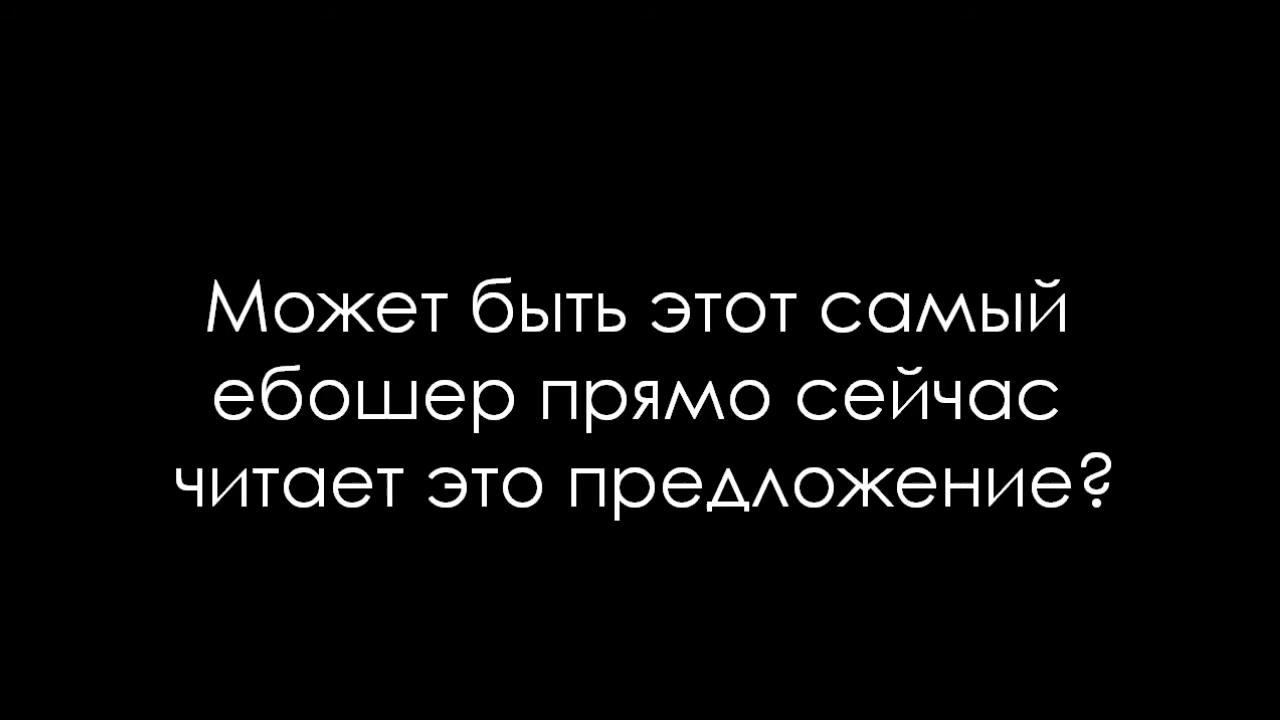 Может быть этот самый
ебошер прямо сейчас
читает это предложение?